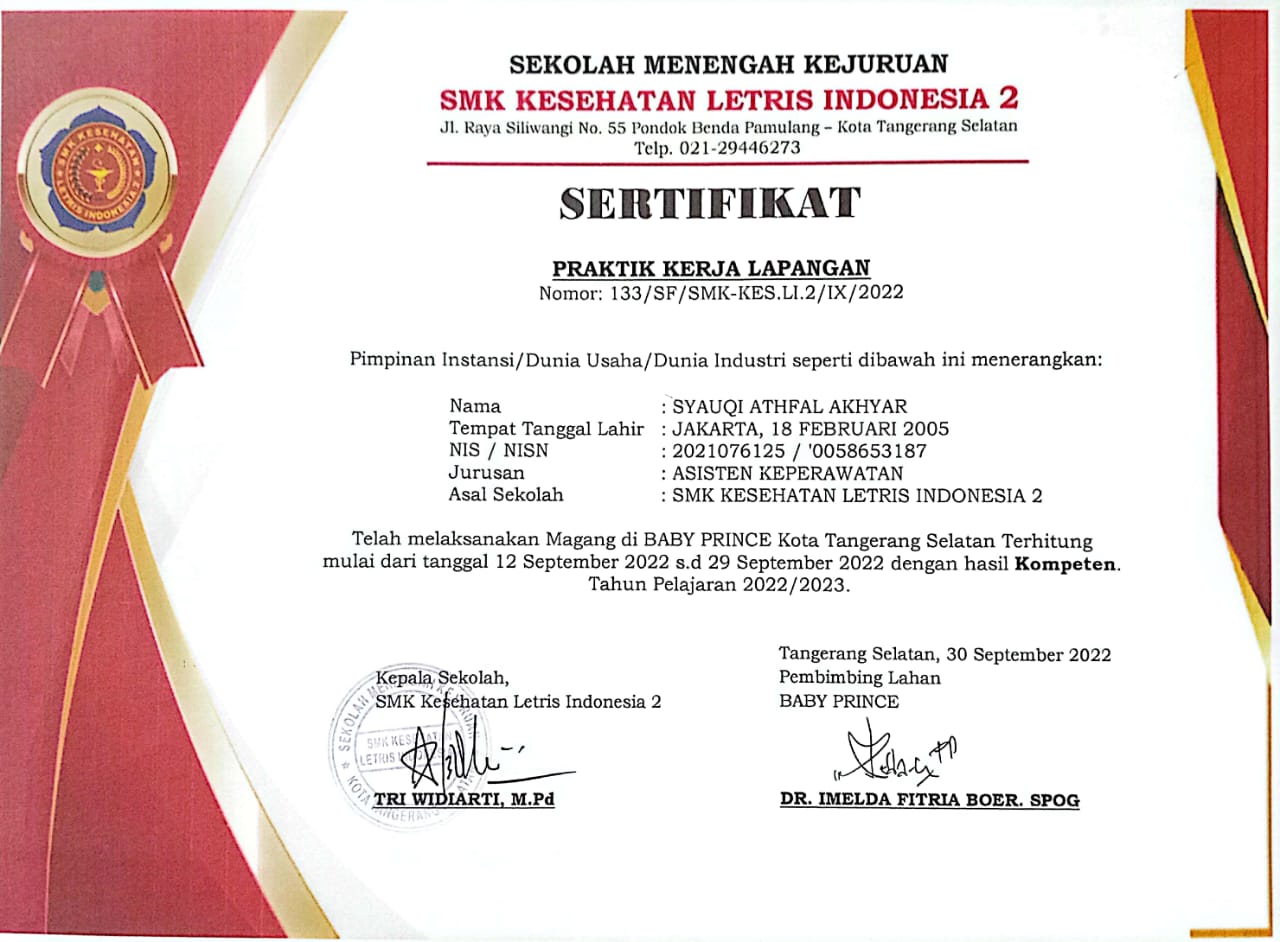 SEKOLAH MENENGAH KEJURUAN
SMK KESEHATAN LETRIS INDONESIA 2
Jl. Raya Siliwangi No. 55 Pondok Benda Pamulang – Kota Tangerang Selatan
Telp. 021-29446273
SMK KESEHATAN
LETRIS INDONESIA 2
SERTIFIKAT
PRAKTIK KERJA LAPANGAN
Nomor: 133/SF/SMK-KES.LI.2/IX/2022
Pimpinan Instansi/Dunia Usaha/Dunia Industri seperti dibawah ini menerangkan:
Nama : SYAUQI ATHFAL AKHYAR
Tempat Tanggal Lahir : JAKARTA, 18 FEBRUARI 2005
NIS / NISN : 2021076125 / '0058653187
Jurusan : ASISTEN KEPERAWATAN
Asal Sekolah : SMK KESEHATAN LETRIS INDONESIA 2
Telah melaksanakan Magang di BABY PRINCE Kota Tangerang Selatan Terhitung
mulai dari tanggal 12 September 2022 s.d 29 September 2022 dengan hasil Kompeten.
Tahun Pelajaran 2022/2023.
Tangerang Selatan, 30 September 2022
Kepala Sekolah,
SMK Kesehatan Letris Indonesia 2
Pembimbing Lahan
BABY PRINCE
SEKOLAH
SMK KES
LETRIS
KOTA
TRI WIDIARTI, M.Pd
DR. IMELDA FITRIA BOER. SPOG